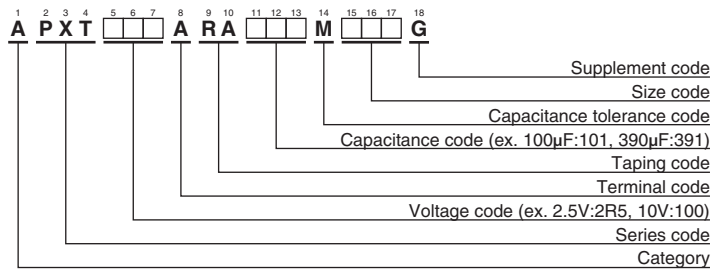 1 2 3 4 5 6 7 8 9 10 11 12 13 14 15 16 17 18
A P X T A R A M G
Supplement code
Size code
Capacitance tolerance code
Capacitance code (ex. 100µF:101, 390µF:391)
Taping code
Terminal code
Voltage code (ex. 2.5V:2R5, 10V:100)
Series code
Category